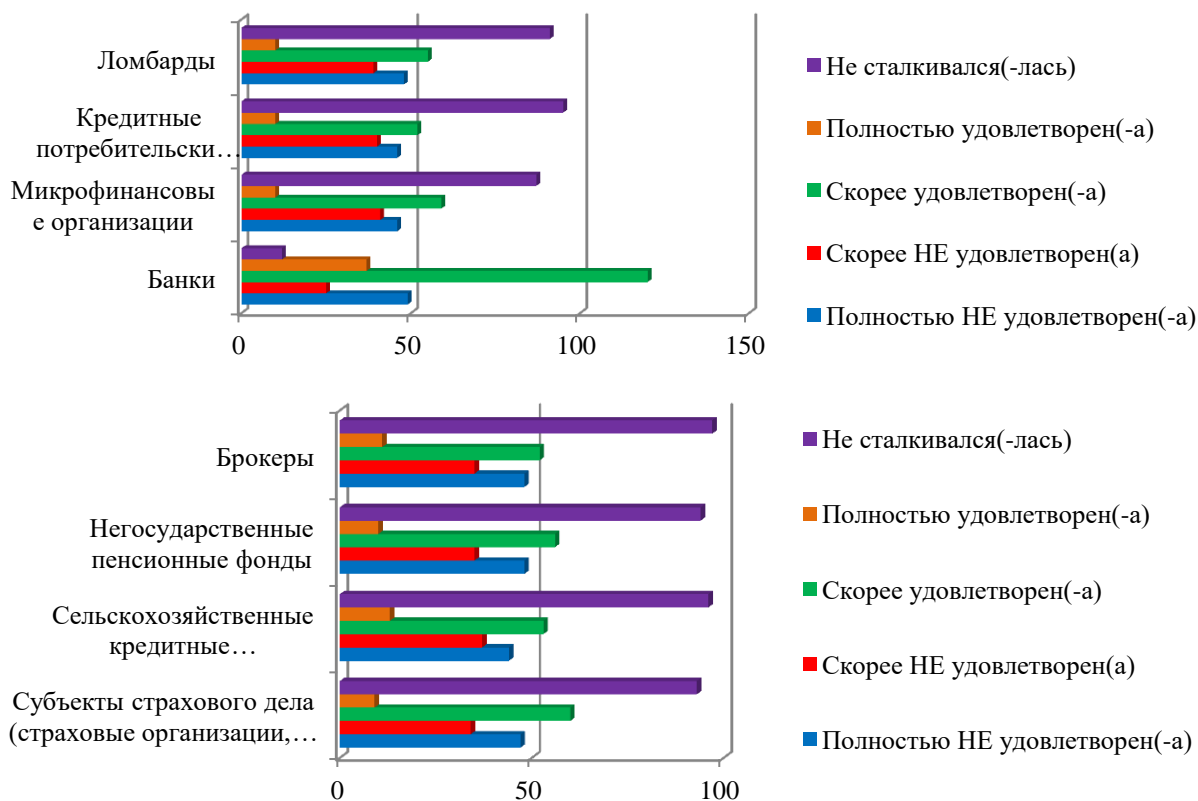 Ломбарды
Кредитные
потребительски…
Микрофинансовы
е организации
Банки
0
50
100
150
Не сталкивался(-лась)
Полностью удовлетворен(-а)
Скорее удовлетворен(-а)
Скорее НЕ удовлетворен(а)
Полностью НЕ удовлетворен(-а)
Брокеры
Негосударственные
пенсионные фонды
Сельскохозяйственные
кредитные…
Субъекты страхового дела
(страховые организации,…
0
50
100
Не сталкивался(-лась)
Полностью удовлетворен(-а)
Скорее удовлетворен(-а)
Скорее НЕ удовлетворен(а)
Полностью НЕ удовлетворен(-а)